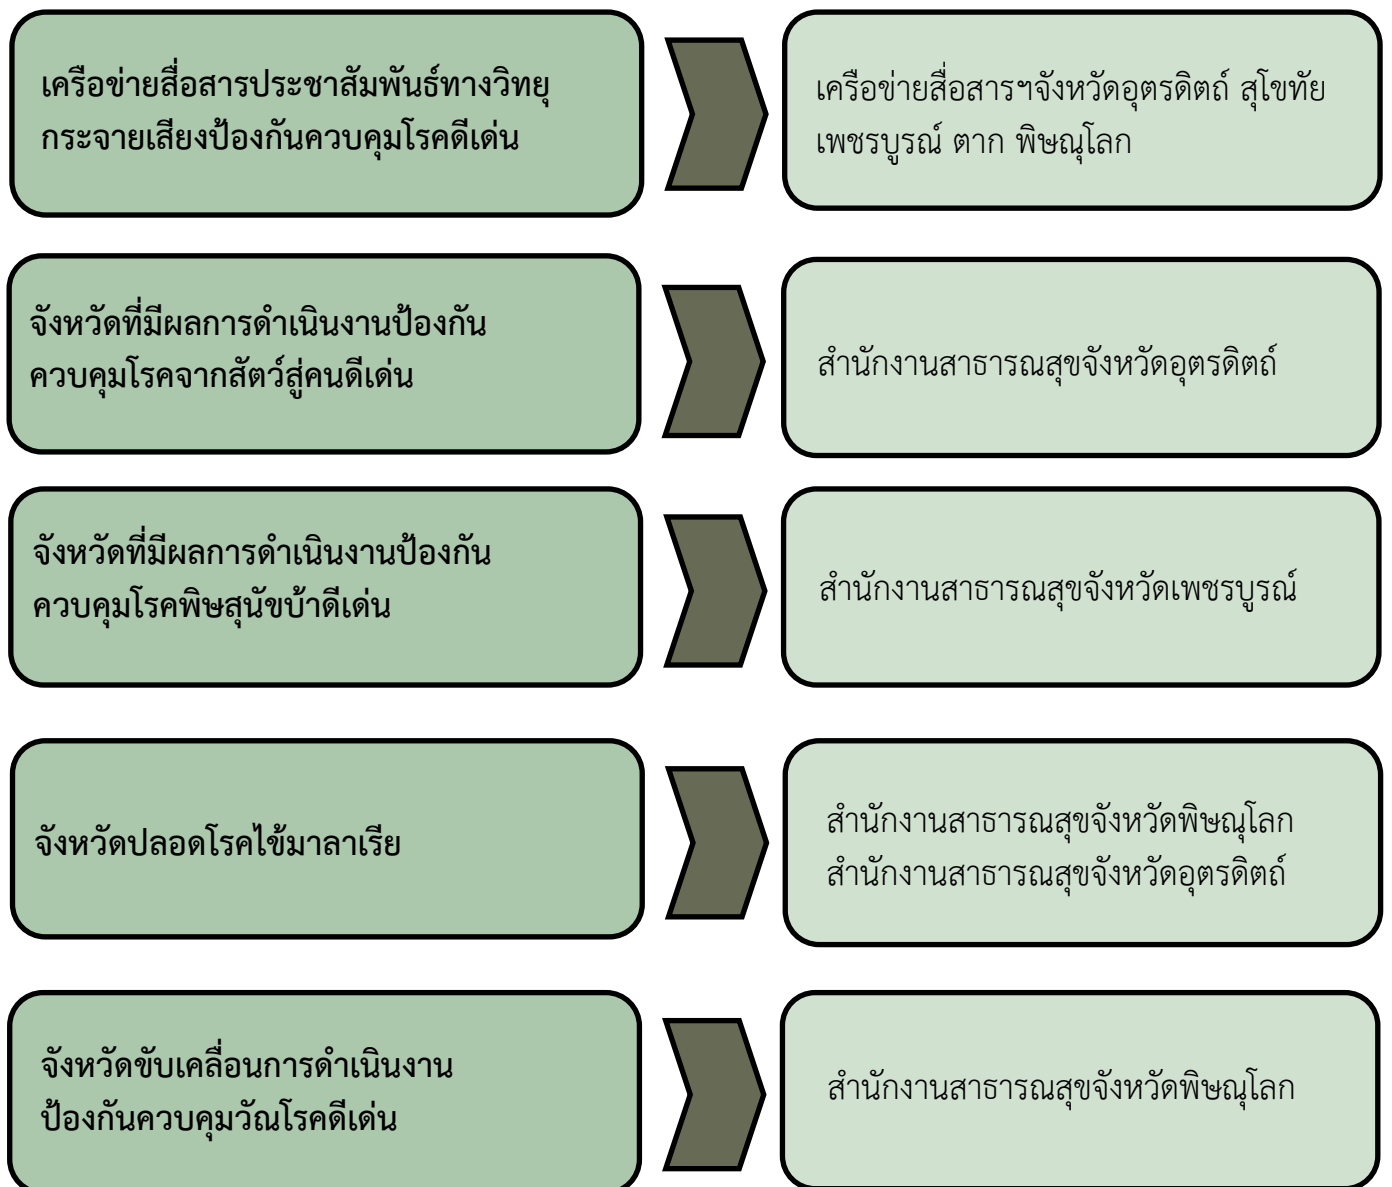 เครือข่ายสื่อสารประชาสัมพันธ์ทางวิทยุ
กระจายเสียงป้องกันควบคุมโรคดีเด่น
เครือข่ายสื่อสารฯจังหวัดอุตรดิตถ์ สุโขทัย
เพชรบูรณ์ ตาก พิษณุโลก
จังหวัดที่มีผลการดำเนินงานป้องกัน
ควบคุมโรคจากสัตว์สู่คนดีเด่น
สำนักงานสาธารณสุขจังหวัดอุตรดิตถ์
จังหวัดที่มีผลการดำเนินงานป้องกัน
ควบคุมโรคพิษสุนัขบ้าดีเด่น
สำนักงานสาธารณสุขจังหวัดเพชรบูรณ์
จังหวัดปลอดโรคไข้มาลาเรีย
สำนักงานสาธารณสุขจังหวัดพิษณุโลก
สำนักงานสาธารณสุขจังหวัดอุตรดิตถ์
จังหวัดขับเคลื่อนการดำเนินงาน
ป้องกันควบคุมวัณโรคดีเด่น
สำนักงานสาธารณสุขจังหวัดพิษณุโลก